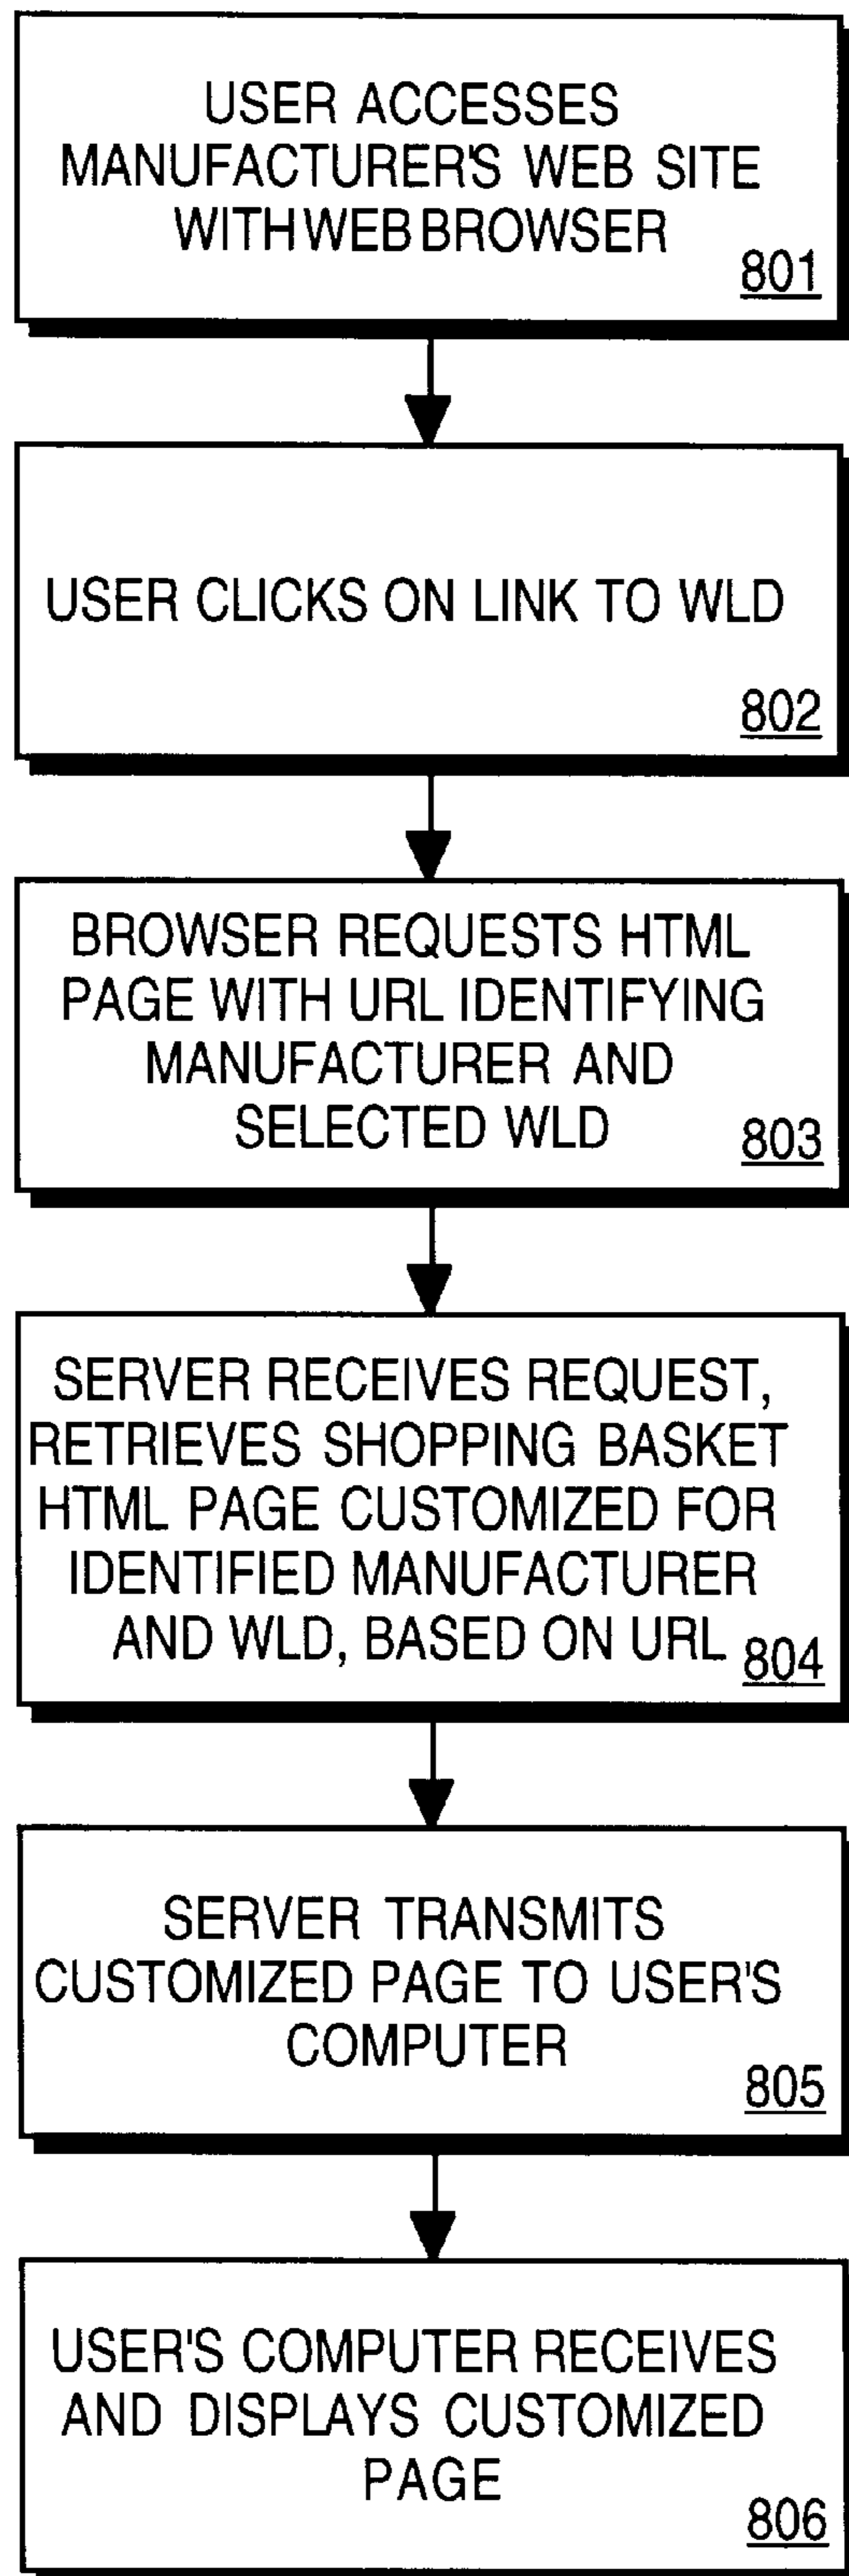 USER ACCESSES
MANUFACTURER'S WEB SITE
WITH WEB BROWSER
801
USER CLICKS ON LINK TO WLD
802
BROWSER REQUESTS HTML
PAGE WITH URL IDENTIFYING
MANUFACTURER AND
SELECTED WLD
803
SERVER RECEIVES REQUEST,
RETRIEVES SHOPPING BASKET
HTML PAGE CUSTOMIZED FOR
IDENTIFIED MANUFACTURER
AND WLD, BASED ON URL
804
SERVER TRANSMITS
CUSTOMIZED PAGE TO USER'S
COMPUTER
805
USER'S COMPUTER RECEIVES
AND DISPLAYS CUSTOMIZED
PAGE
806